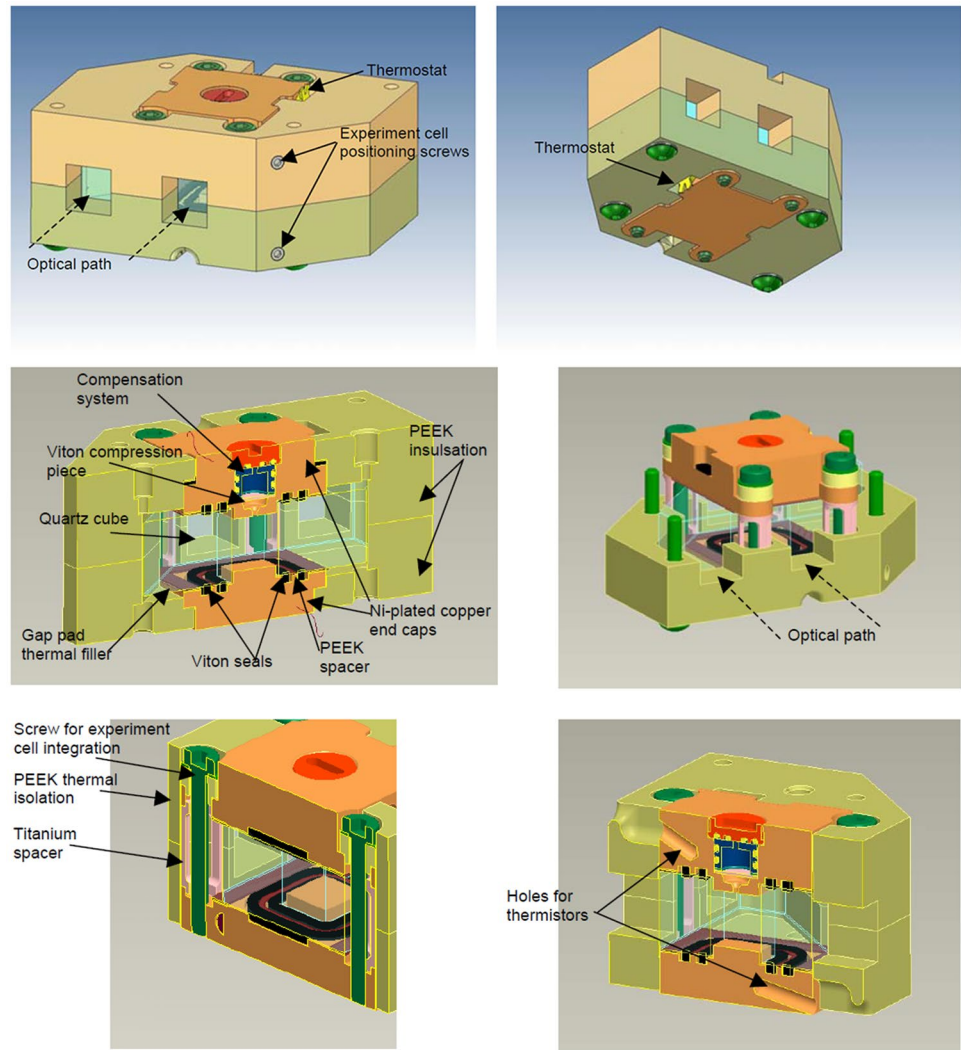 Thermostat
Experiment cell
positioning screws
Optical path
Thermostat
Compensation
system
Viton compression
piece
Quartz cube
Gap pad
thermal filler
Viton seals
PEEK
spacer
Ni-plated copper
end caps
PEEK
insulsation
Optical path
Screw for experiment
cell integration
PEEK thermal
isolation
Titanium
spacer
Holes for
thermistors